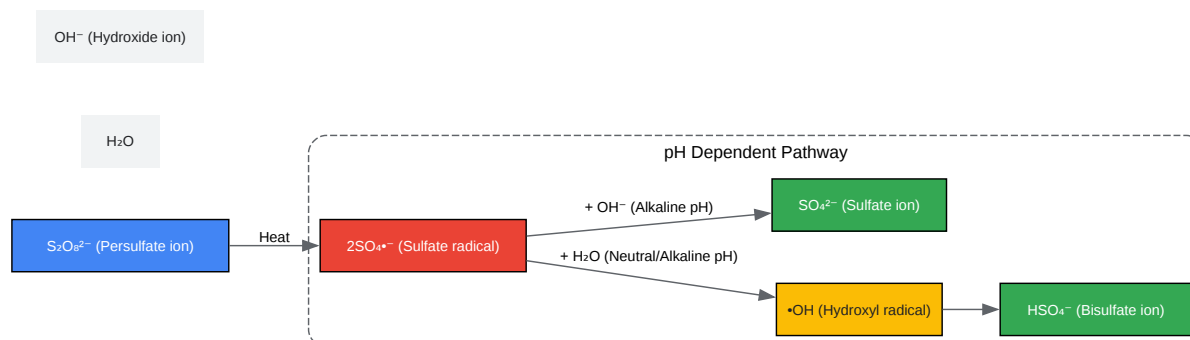 OH⁻ (Hydroxide ion)
H₂O
pH Dependent Pathway
S₂O₈²⁻ (Persulfate ion)
Heat
2SO₄•⁻ (Sulfate radical)
+ OH⁻ (Alkaline pH)
SO₄²⁻ (Sulfate ion)
+ H₂O (Neutral/Alkaline pH)
•OH (Hydroxyl radical)
HSO₄⁻ (Bisulfate ion)